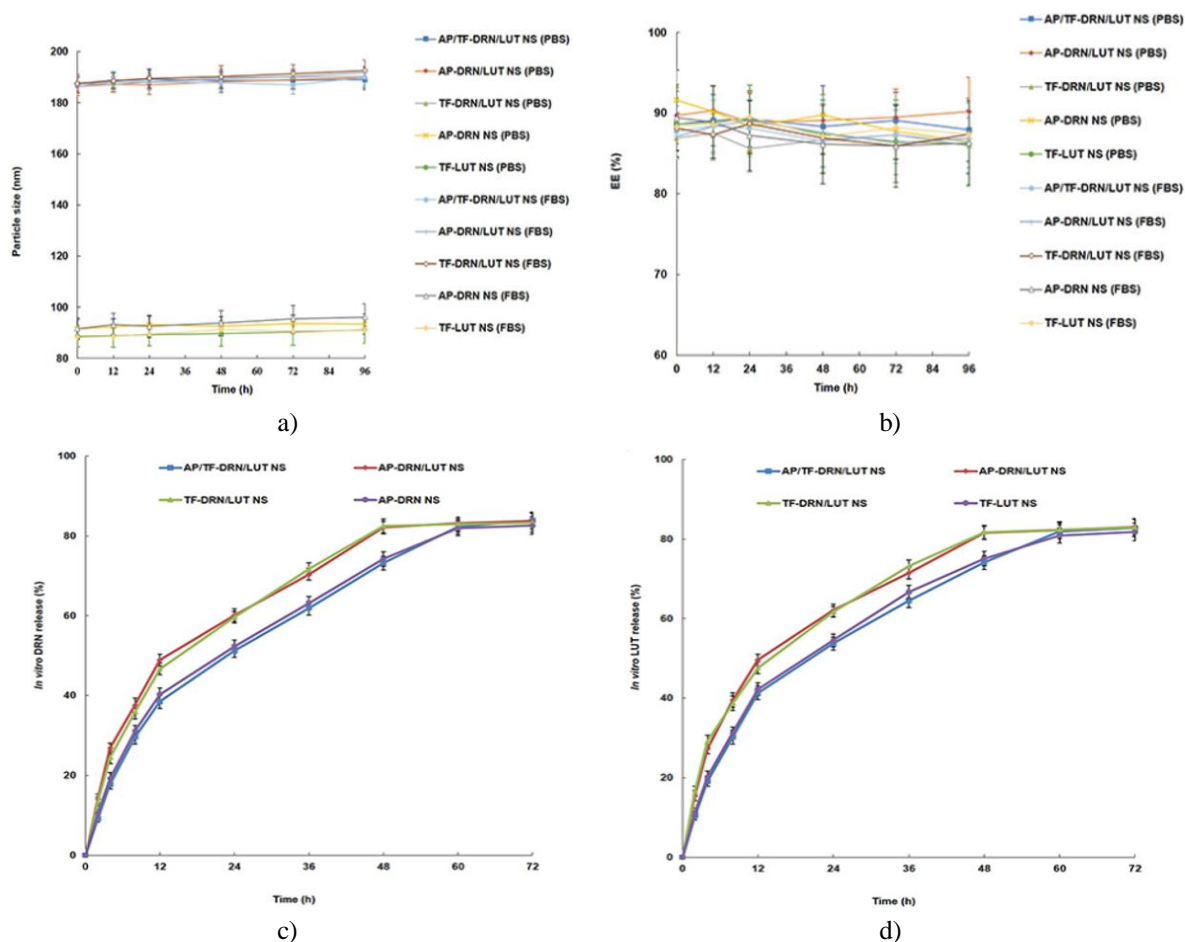 AP/TF-DRN/LUT NS (PBS)
AP-DRN/LUT NS (PBS)
TF-DRN/LUT NS (PBS)
AP-DRN NS (PBS)
TF-LUT NS (PBS)
AP/TF-DRN/LUT NS (FBS)
AP-DRN/LUT NS (FBS)
TF-DRN/LUT NS (FBS)
AP-DRN NS (FBS)
TF-LUT NS (FBS)
Particle size (nm)
200
180
160
140
120
100
80
0 12 24 36 48 60 72 84 96
Time (h)
a)
AP/TF-DRN/LUT NS (PBS)
AP-DRN/LUT NS (PBS)
TF-DRN/LUT NS (PBS)
AP-DRN NS (PBS)
TF-LUT NS (PBS)
AP/TF-DRN/LUT NS (FBS)
AP-DRN/LUT NS (FBS)
TF-DRN/LUT NS (FBS)
AP-DRN NS (FBS)
TF-LUT NS (FBS)
EE (%)
100
90
80
70
60
0 12 24 36 48 60 72 84 96
Time (h)
b)
AP/TF-DRN/LUT NS AP-DRN/LUT NS
TF-DRN/LUT NS AP-DRN NS
In vitro DRN release (%)
100
80
60
40
20
0
0 12 24 36 48 60 72
Time (h)
c)
AP/TF-DRN/LUT NS AP-DRN/LUT NS
TF-DRN/LUT NS TF-LUT NS
In vitro LUT release (%)
100
80
60
40
20
0
0 12 24 36 48 60 72
Time (h)
d)